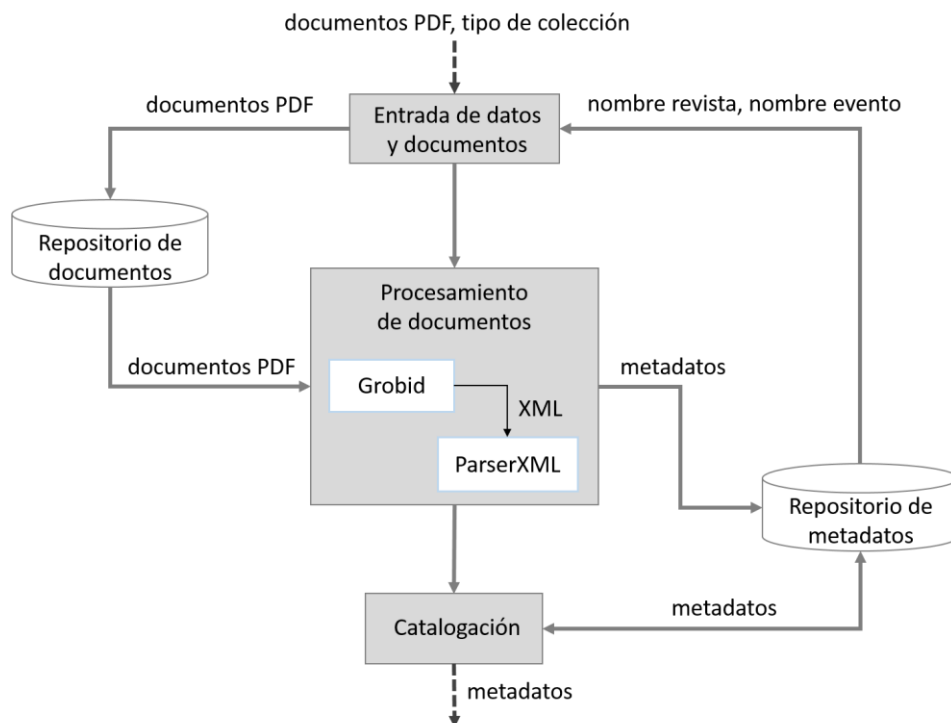 documentos PDF, tipo de colección
documentos PDF
Entrada de datos
y documentos
nombre revista, nombre evento
Repositorio de
documentos
Procesamiento
de documentos
documentos PDF
Grobid
XML
ParserXML
metadatos
Repositorio de
metadatos
Catalogación
metadatos
metadatos